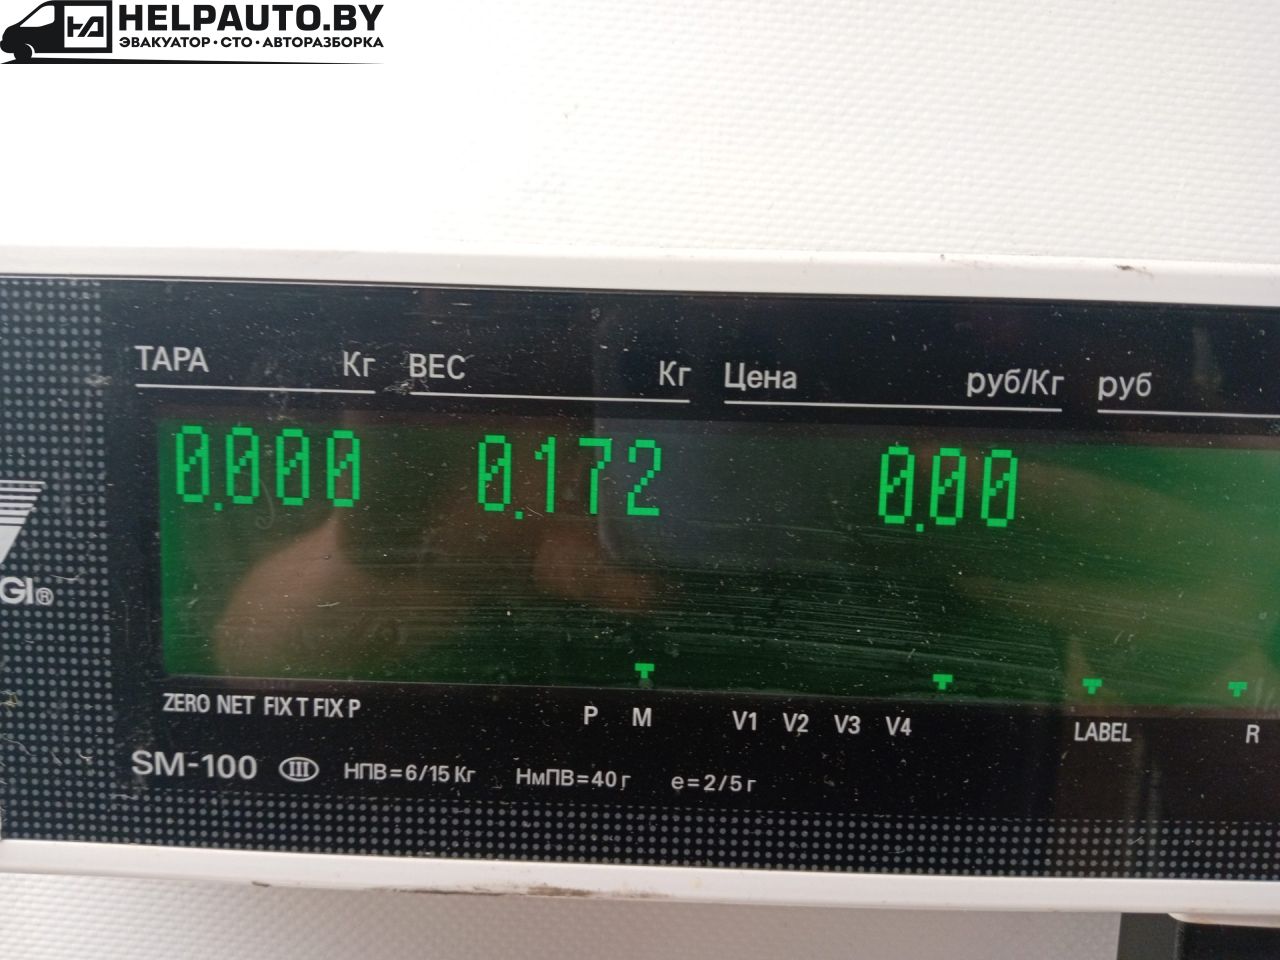 HELPAUTO.BY
ЭВАКУАТОР·СТО·АВТОРАЗБОРКА
ТАРА Кг ВЕС Кг Цена руб/Кг руб
0.000 0.172 0.00
GI®
ZERO NET FIX T FIX P P M V1 V2 V3 V4 LABEL R
SM-100 III НПВ=6/15 Кг НмПВ=40 г e=2/5 г